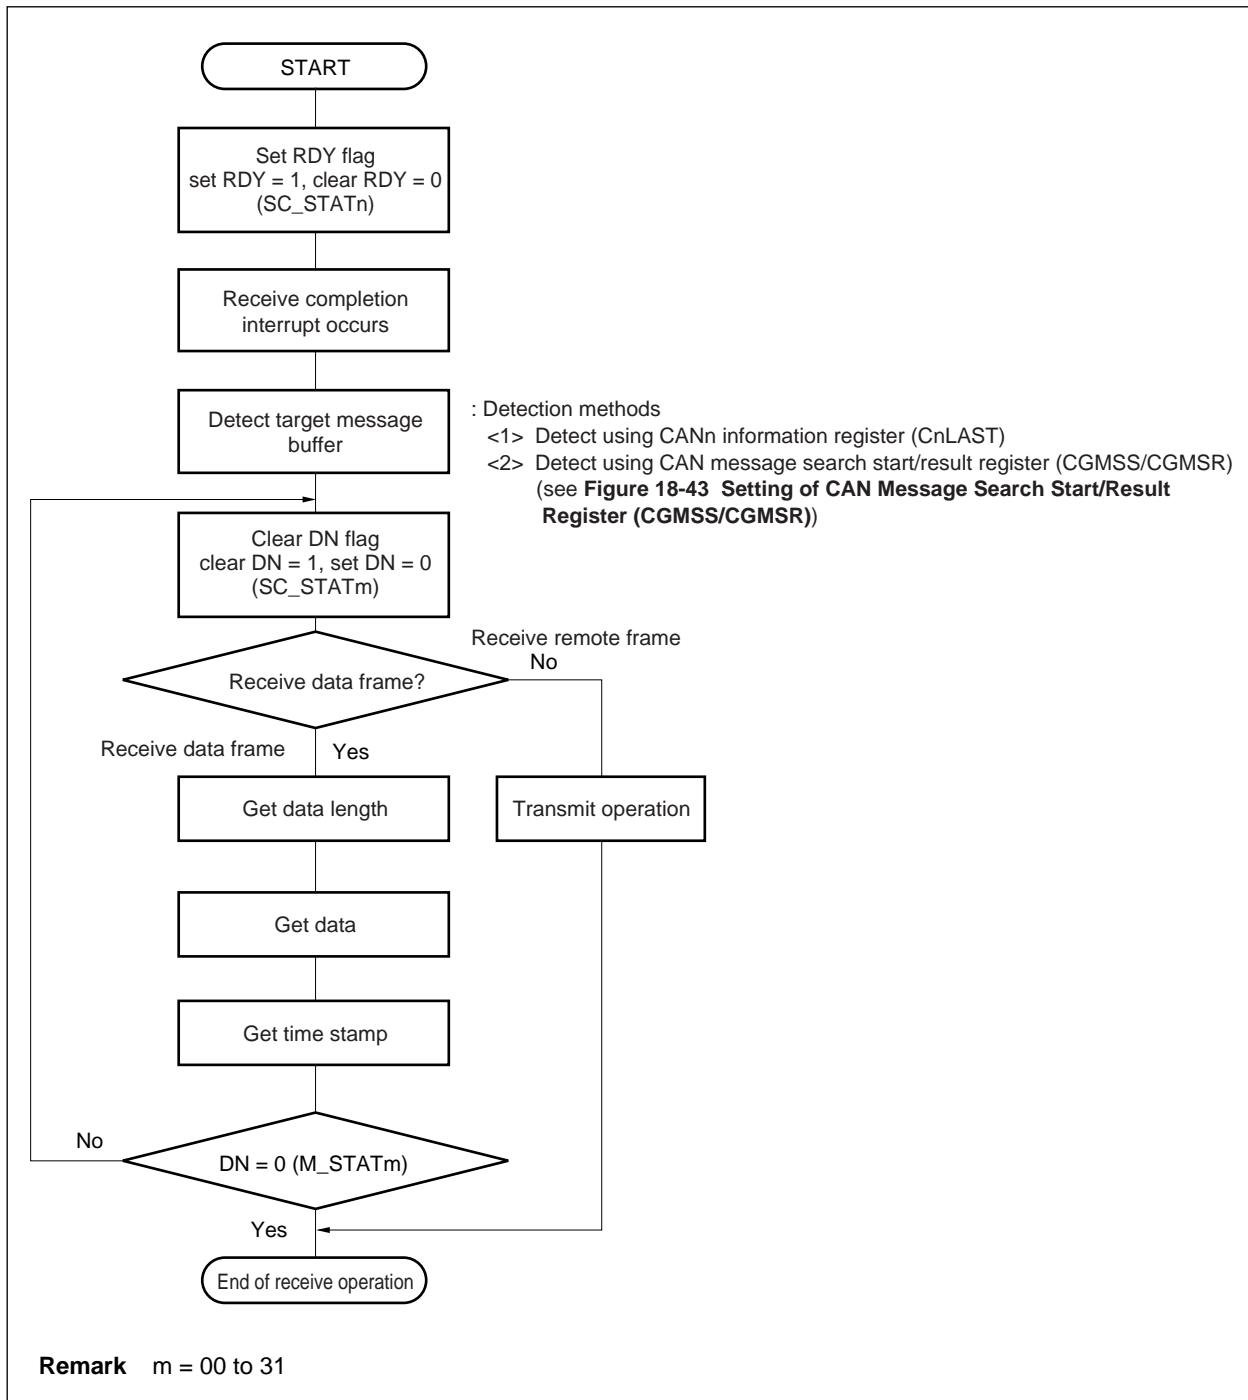 START
Set RDY flag
set RDY = 1, clear RDY = 0
(SC_STATn)
Receive completion
interrupt occurs
Detect target message
buffer
: Detection methods
<1> Detect using CANn information register (CnLAST)
<2> Detect using CAN message search start/result register (CGMSS/CGMSR)
(see Figure 18-43 Setting of CAN Message Search Start/Result
Register (CGMSS/CGMSR))
Clear DN flag
clear DN = 1, set DN = 0
(SC_STATm)
Receive remote frame
No
Receive data frame?
Receive data frame
Yes
Get data length
Transmit operation
Get data
Get time stamp
No
DN = 0 (M_STATm)
Yes
End of receive operation
Remark m = 00 to 31